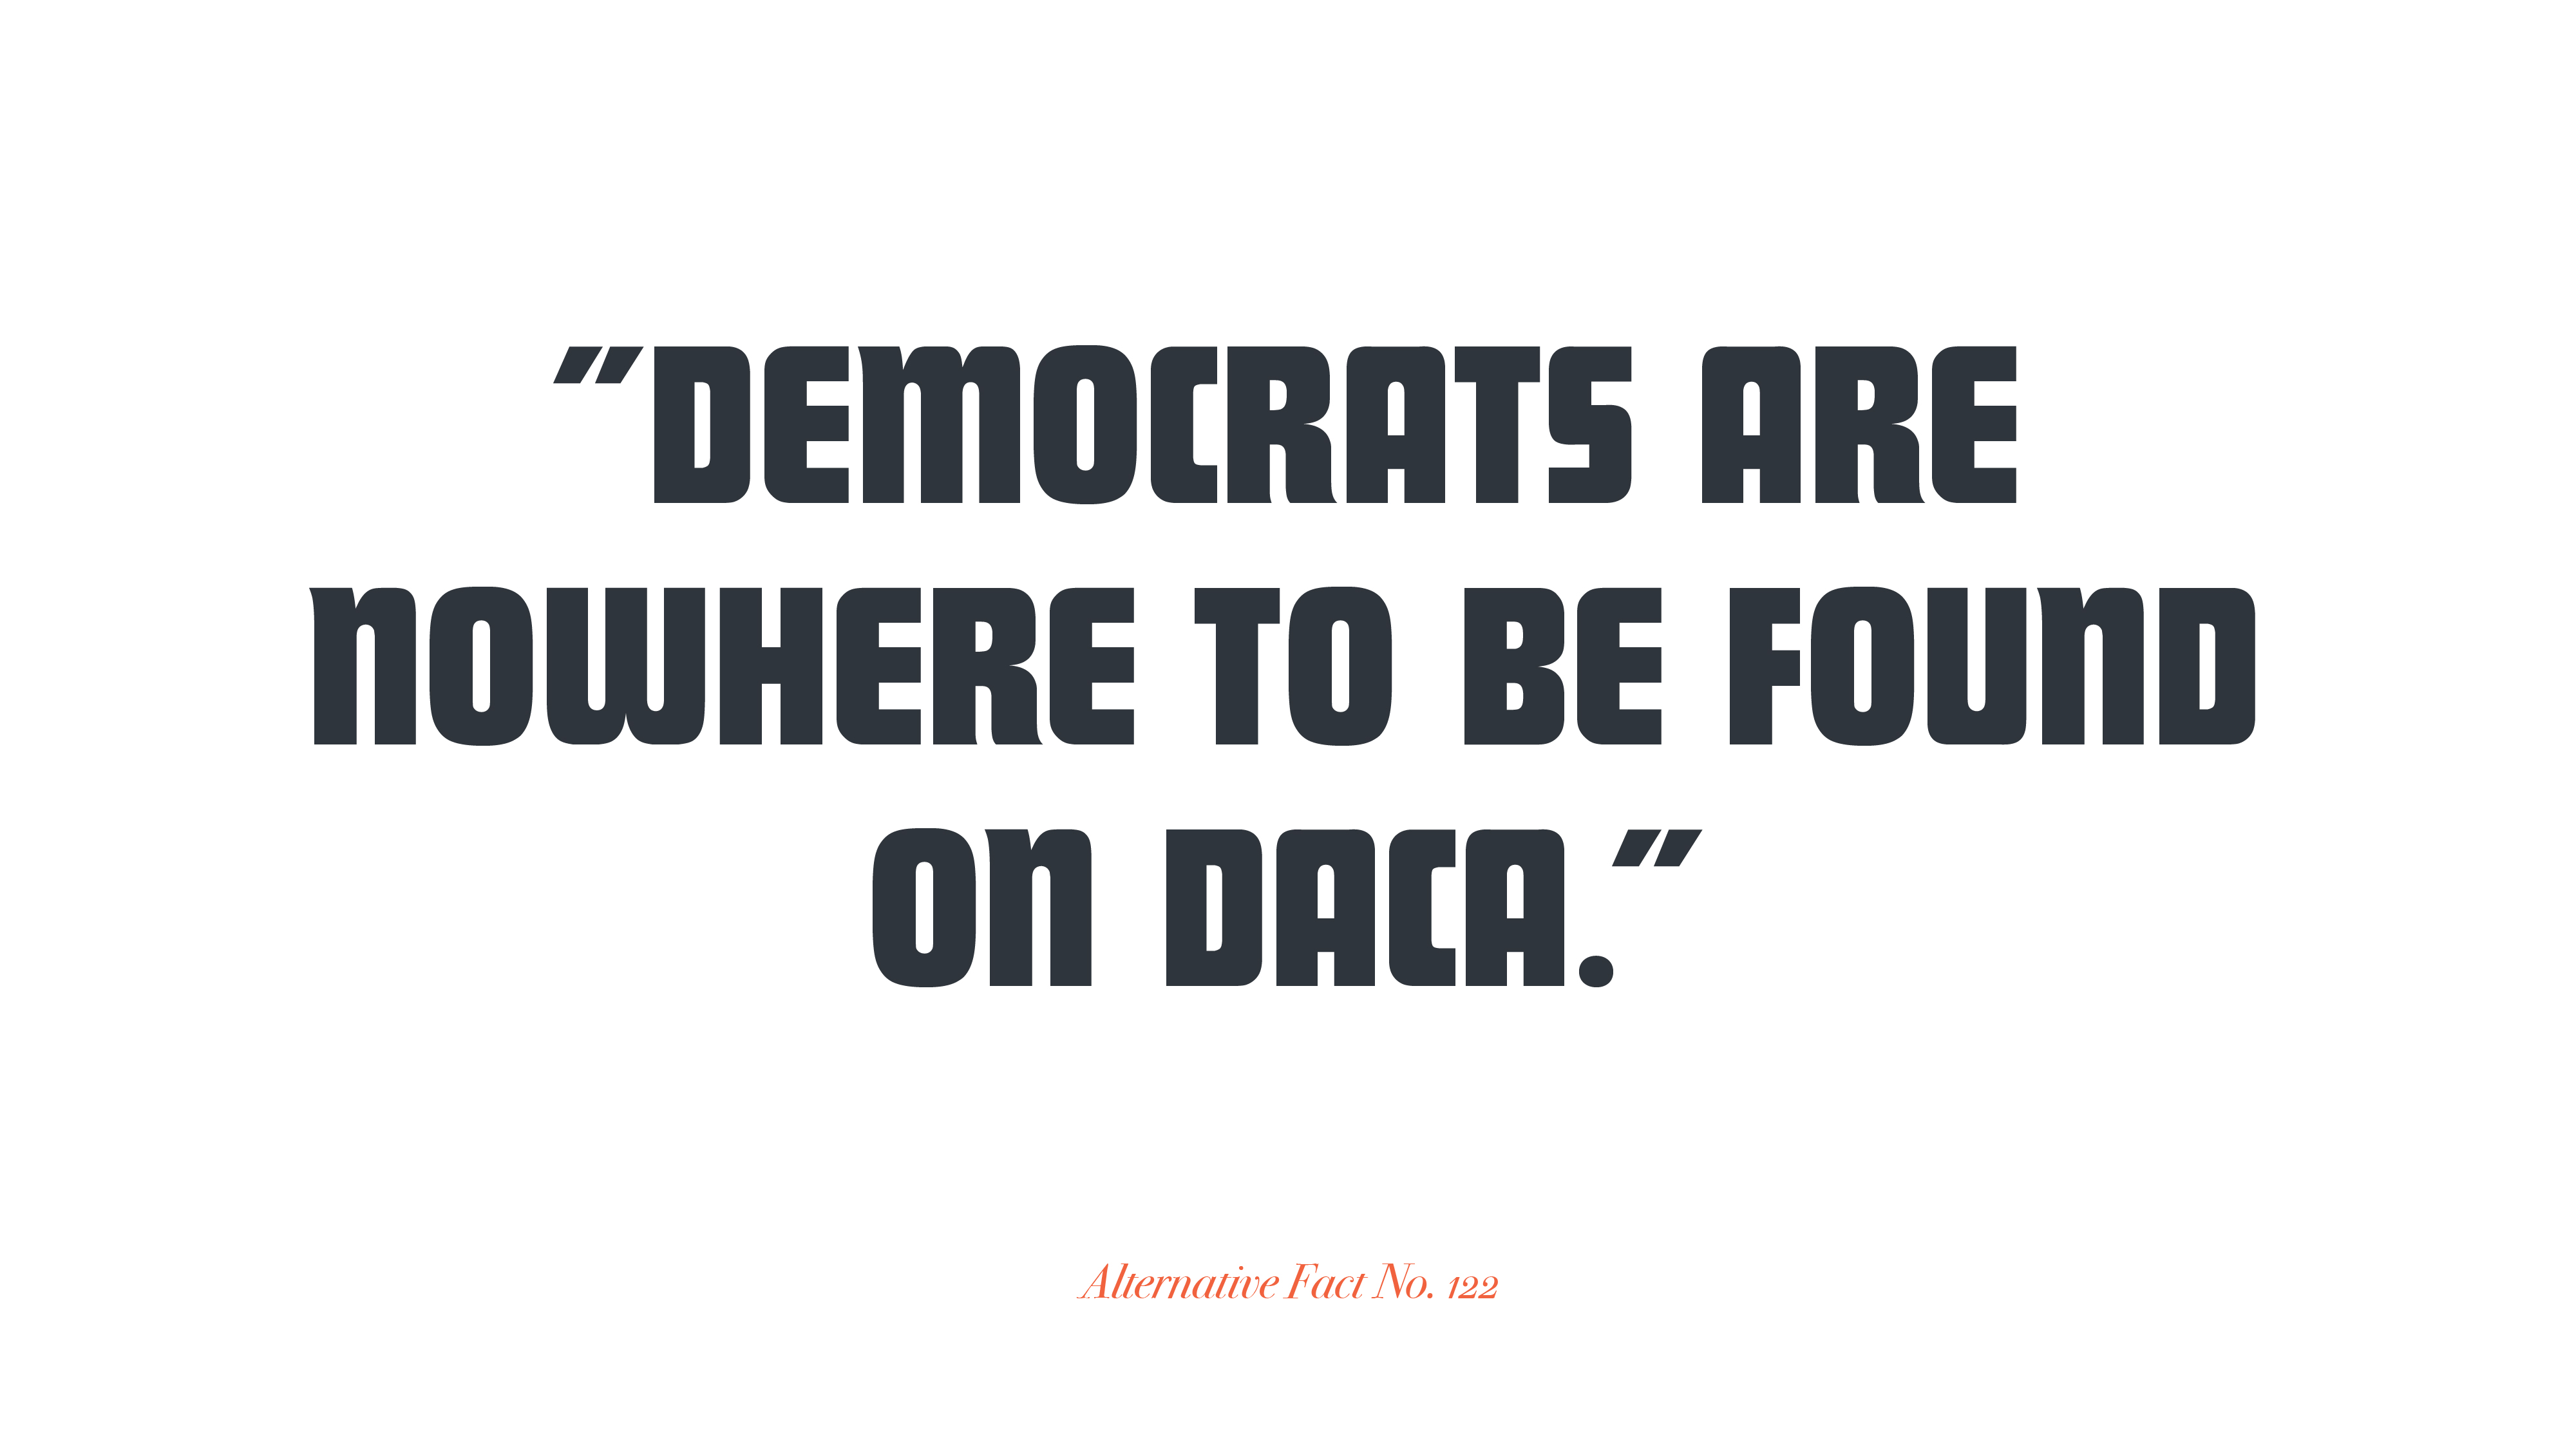 "DEMOCRATS ARE
NOWHERE TO BE FOUND
ON DACA."
Alternative Fact No. 122